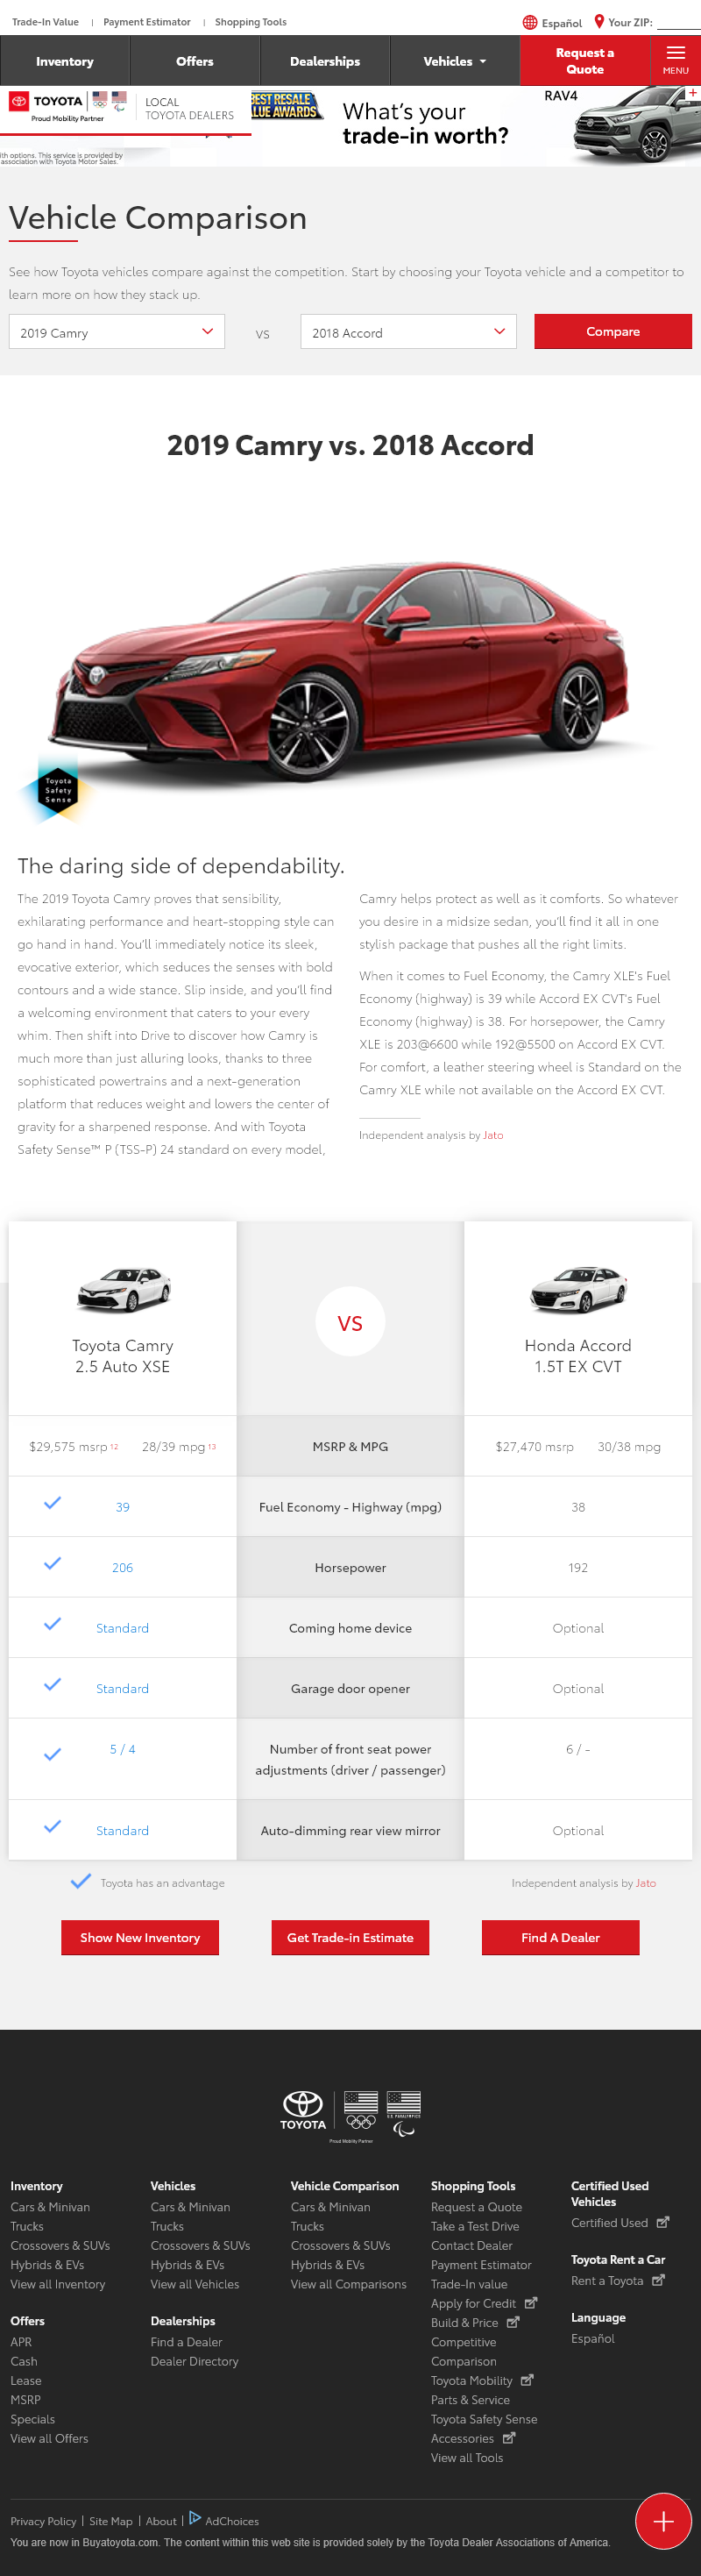 Trade-In Value | Payment Estimator | Shopping Tools
Español Your ZIP:
Inventory
Offers
Dealerships
Vehicles
Request a
Quote
MENU
TOYOTA
Proud Mobility Partner
LOCAL
TOYOTA DEALERS
BEST RESALE
VALUE AWARDS
What's your
trade-in worth?
RAV4
+
ith options. This service is provided by
association with Toyota Motor Sales.
Vehicle Comparison
See how Toyota vehicles compare against the competition. Start by choosing your Toyota vehicle and a competitor to
learn more on how they stack up.
2019 Camry
VS
2018 Accord
Compare
2019 Camry vs. 2018 Accord
Toyota
Safety
Sense
The daring side of dependability.
The 2019 Toyota Camry proves that sensibility,
exhilarating performance and heart-stopping style can
go hand in hand. You'll immediately notice its sleek,
evocative exterior, which seduces the senses with bold
contours and a wide stance. Slip inside, and you'll find
a welcoming environment that caters to your every
whim. Then shift into Drive to discover how Camry is
much more than just alluring looks, thanks to three
sophisticated powertrains and a next-generation
platform that reduces weight and lowers the center of
gravity for a sharpened response. And with Toyota
Safety Sense™ P (TSS-P) 24 standard on every model,
Camry helps protect as well as it comforts. So whatever
you desire in a midsize sedan, you'll find it all in one
stylish package that pushes all the right limits.
When it comes to Fuel Economy, the Camry XLE's Fuel
Economy (highway) is 39 while Accord EX CVT's Fuel
Economy (highway) is 38. For horsepower, the Camry
XLE is 203@6600 while 192@5500 on Accord EX CVT.
For comfort, a leather steering wheel is Standard on the
Camry XLE while not available on the Accord EX CVT.
Independent analysis by Jato
Toyota Camry
2.5 Auto XSE
VS
Honda Accord
1.5T EX CVT
$29,575 msrp 12 28/39 mpg 13
MSRP & MPG
$27,470 msrp 30/38 mpg
39
Fuel Economy - Highway (mpg)
38
206
Horsepower
192
Standard
Coming home device
Optional
Standard
Garage door opener
Optional
5 / 4
Number of front seat power
adjustments (driver / passenger)
6 / -
Standard
Auto-dimming rear view mirror
Optional
Toyota has an advantage
Independent analysis by Jato
Show New Inventory
Get Trade-in Estimate
Find A Dealer
TOYOTA
U.S. PARALYMPICS
Proud Mobility Partner
Inventory
Cars & Minivan
Trucks
Crossovers & SUVs
Hybrids & EVs
View all Inventory
Offers
APR
Cash
Lease
MSRP
Specials
View all Offers
Vehicles
Cars & Minivan
Trucks
Crossovers & SUVs
Hybrids & EVs
View all Vehicles
Dealerships
Find a Dealer
Dealer Directory
Vehicle Comparison
Cars & Minivan
Trucks
Crossovers & SUVs
Hybrids & EVs
View all Comparisons
Shopping Tools
Request a Quote
Take a Test Drive
Contact Dealer
Payment Estimator
Trade-In value
Apply for Credit
Build & Price
Competitive
Comparison
Toyota Mobility
Parts & Service
Toyota Safety Sense
Accessories
View all Tools
Certified Used
Vehicles
Certified Used
Toyota Rent a Car
Rent a Toyota
Language
Español
Privacy Policy | Site Map | About | AdChoices
You are now in Buyatoyota.com. The content within this web site is provided solely by the Toyota Dealer Associations of America.
+